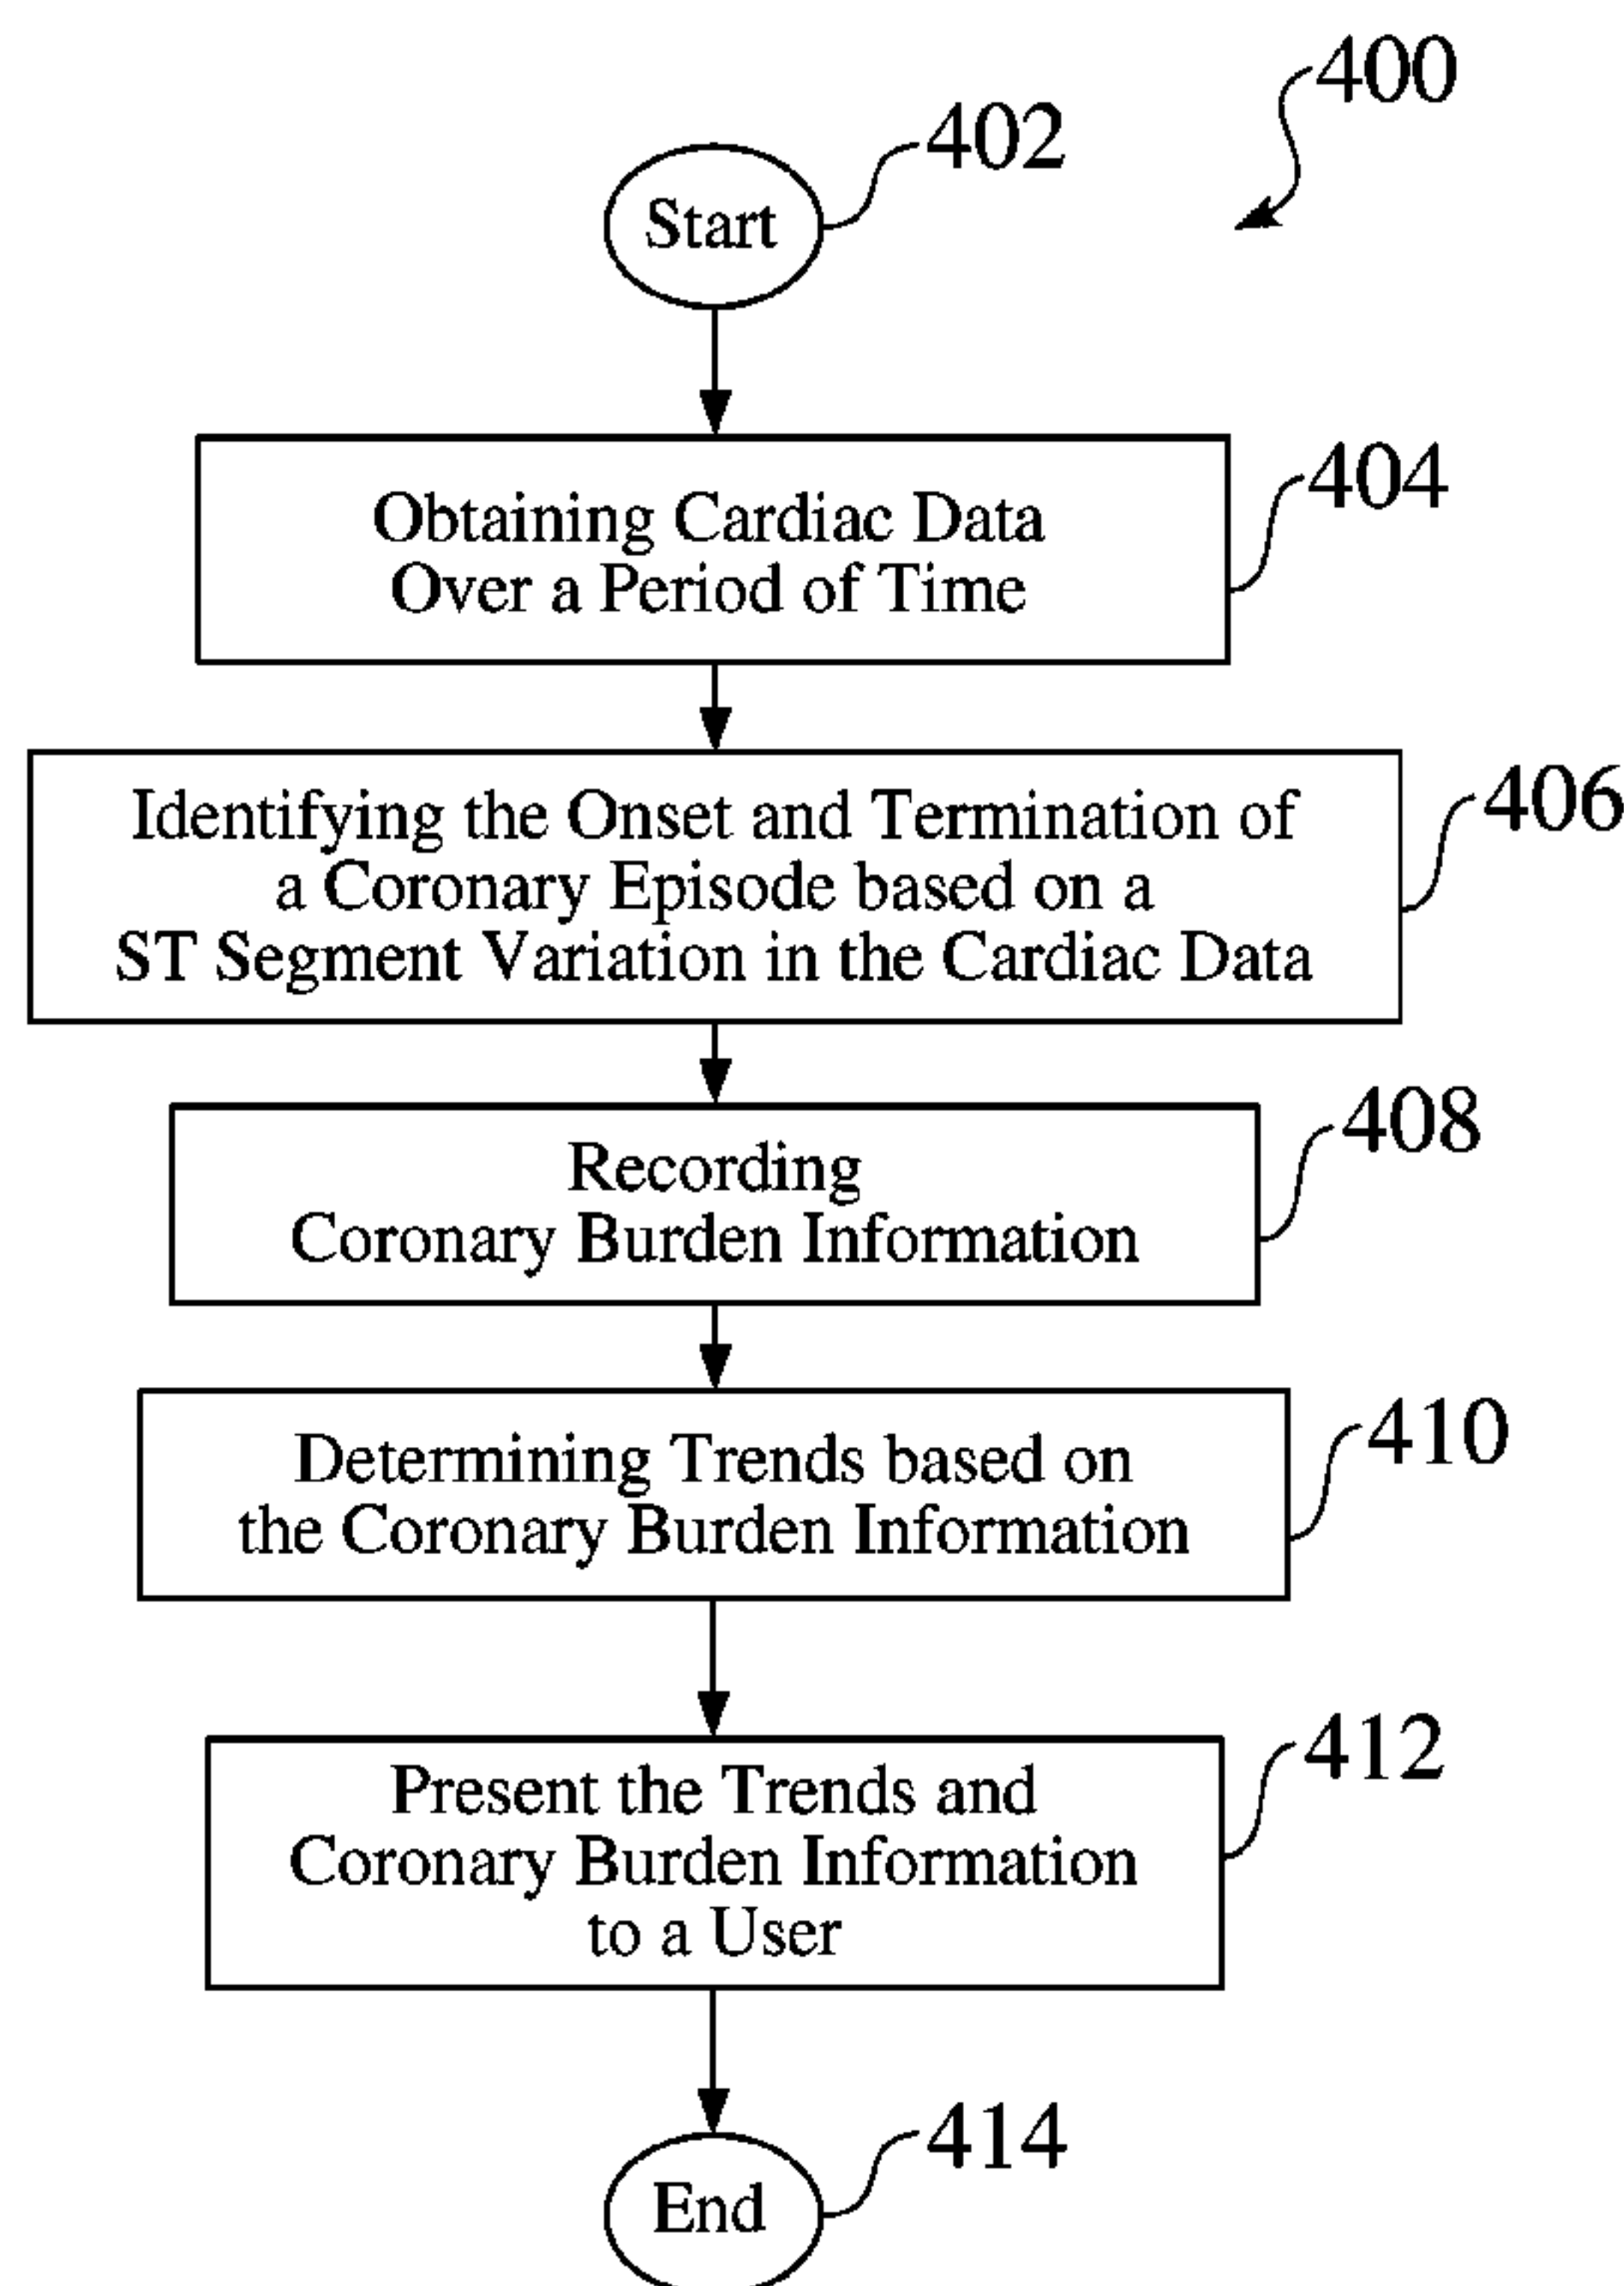 400
402
Start
404
Obtaining Cardiac Data
Over a Period of Time
406
Identifying the Onset and Termination of
a Coronary Episode based on a
ST Segment Variation in the Cardiac Data
408
Recording
Coronary Burden Information
410
Determining Trends based on
the Coronary Burden Information
412
Present the Trends and
Coronary Burden Information
to a User
414
End